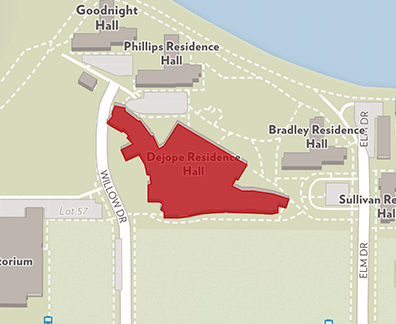 Goodnight
Hall
Phillips Residence
Hall
ELM DR
Bradley Residence
Hall
Dejope Residence
Hall
WILLOW DR
Sullivan Re
Hal
Lot 57
ELM DR
torium